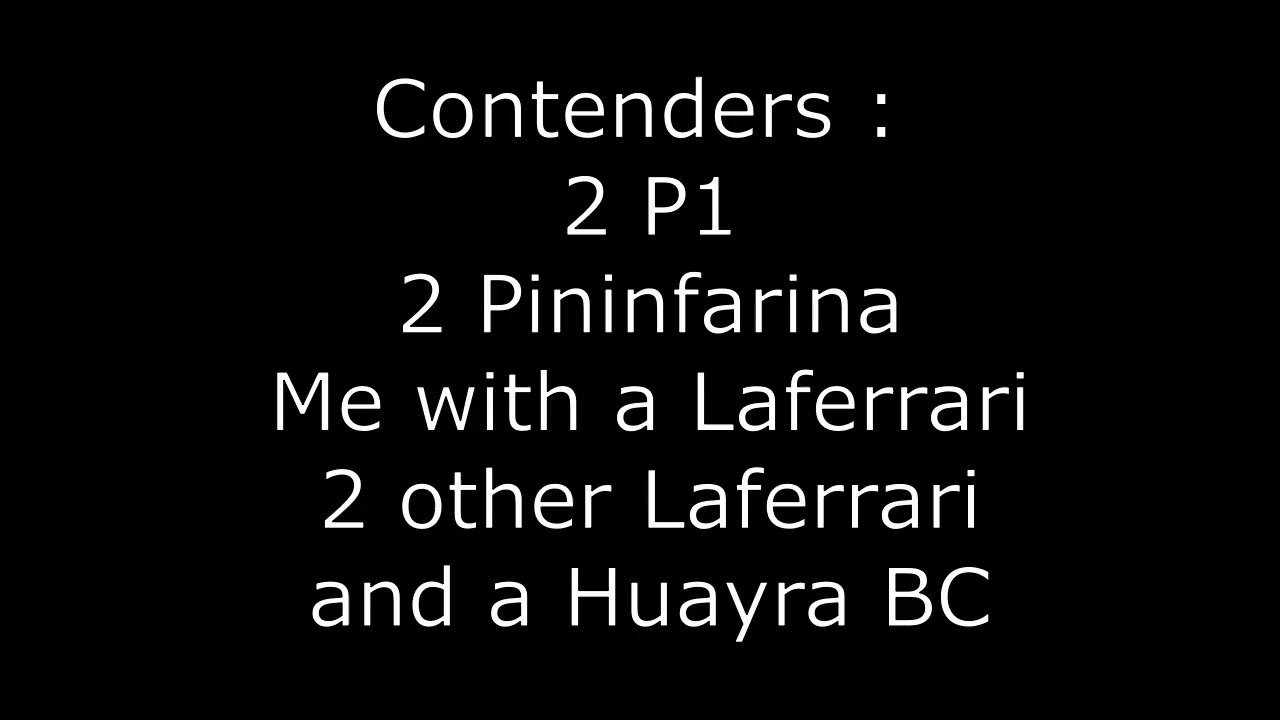 Contenders :
2 P1
2 Pininfarina
Me with a Laferrari
2 other Laferrari
and a Huayra BC